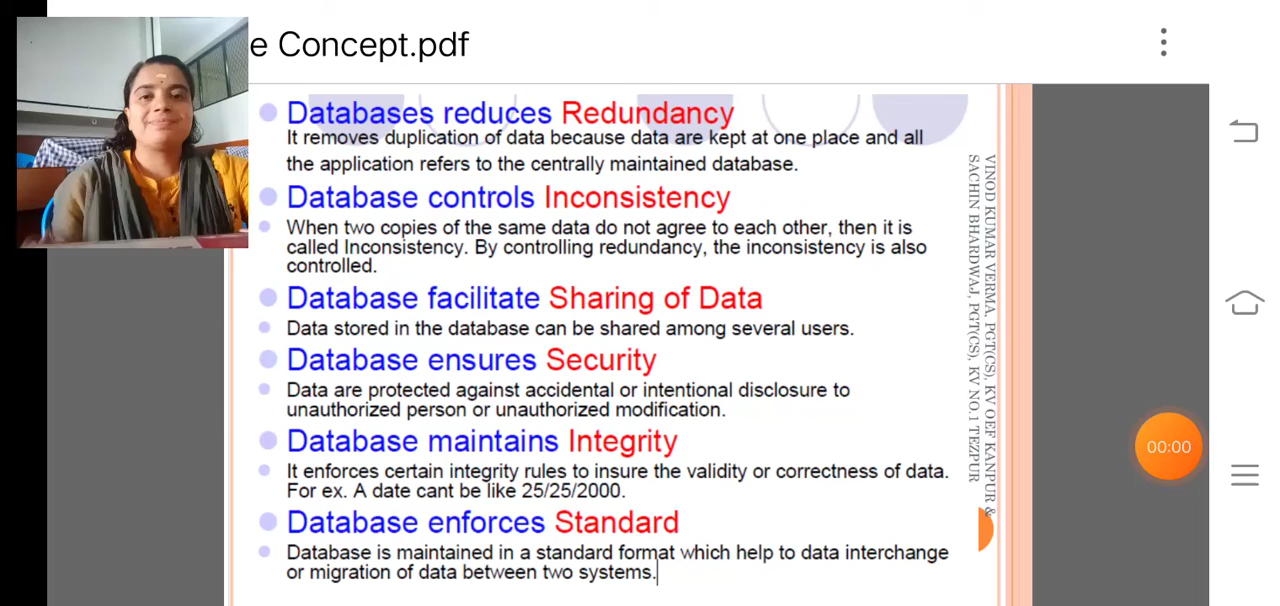 e Concept.pdf
Databases reduces Redundancy
It removes duplication of data because data are kept at one place and all
the application refers to the centrally maintained database.
Database controls Inconsistency
When two copies of the same data do not agree to each other, then it is
called Inconsistency. By controlling redundancy, the inconsistency is also
controlled.
Database facilitate Sharing of Data
Data stored in the database can be shared among several users.
Database ensures Security
Data are protected against accidental or intentional disclosure to
unauthorized person or unauthorized modification.
Database maintains Integrity
It enforces certain integrity rules to insure the validity or correctness of data.
For ex. A date cant be like 25/25/2000.
Database enforces Standard
Database is maintained in a standard format which help to data interchange
or migration of data between two systems.
VINOD KUMAR VERMA, PGT(CS), KV OEF KANPUR &
SACHIN BHARDWAJ, PGT(CS), KV NO.1 TEZPUR
00:00